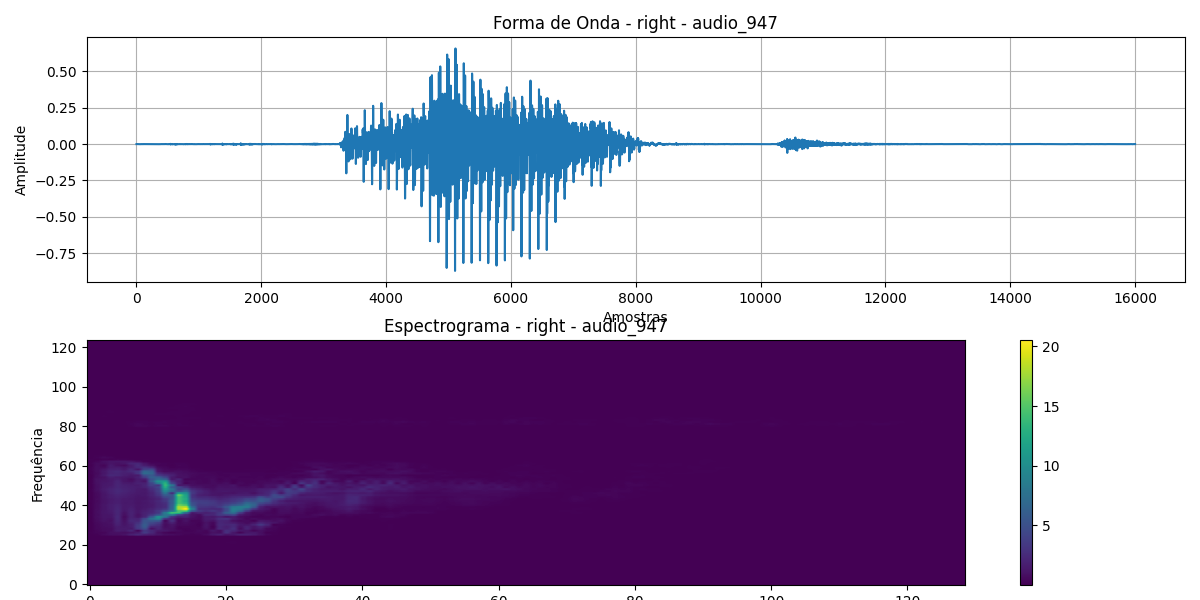 Forma de Onda - right - audio_947
Amplitude
0.50
0.25
0.00
−0.25
−0.50
−0.75
0 2000 4000 6000 8000 10000 12000 14000 16000
Amostras
Espectrograma - right - audio_947
Frequência
120
100
80
60
40
20
0
0 20 40 60 80 100 120
20
15
10
5